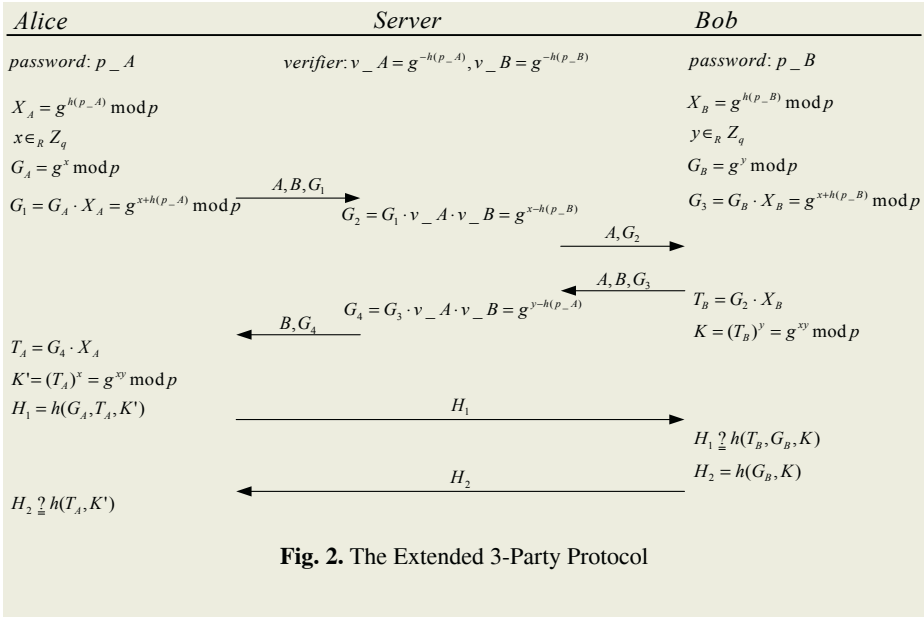 Alice Server Bob
password: p_A verifier: v_A = g^{-h(p_A)}, v_B = g^{-h(p_B)} password: p_B
X_A = g^{h(p_A)} mod p X_B = g^{h(p_B)} mod p
x ∈_R Z_q y ∈_R Z_q
G_A = g^x mod p G_B = g^y mod p
A, B, G_1
G_1 = G_A · X_A = g^{x+h(p_A)} mod p G_3 = G_B · X_B = g^{x+h(p_B)} mod p
G_2 = G_1 · v_A · v_B = g^{x-h(p_B)}
A, G_2
A, B, G_3
G_4 = G_3 · v_A · v_B = g^{y-h(p_A)} T_B = G_2 · X_B
B, G_4 K = (T_B)^y = g^{xy} mod p
T_A = G_4 · X_A
K' = (T_A)^x = g^{xy} mod p
H_1 = h(G_A, T_A, K') H_1
H_1 ≟ h(T_B, G_B, K)
H_2 = h(G_B, K)
H_2
H_2 ≟ h(T_A, K')
Fig. 2. The Extended 3-Party Protocol